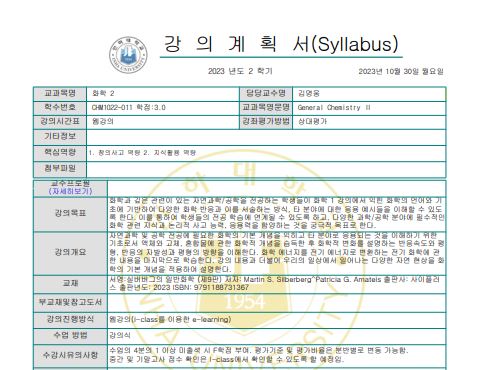 강 의 계 획 서(Syllabus)
2023 년도 2 학기
2023년 10월 30일 월요일
교과목명 화학 2 담당교수명 김명웅
학수번호 CHM1022-011 학점:3.0 교과목영문명 General Chemistry Ⅱ
강의시간표 웹강의 강좌평가방법 상대평가
기타정보
핵심역량 1. 창의사고 역량 2. 지식활용 역량
첨부파일
교수프로필
(자세히보기)
강의목표
화학과 깊은 관련이 있는 자연과학/공학을 전공하는 학생들이 화학 1 강의에서 익힌 화학의 언어와 기
초에 기반하여 다양한 화학 반응과 이를 서술하는 방식, 타 분야에 대한 응용 예시들을 이해할 수 있도
록 한다. 이를 통하여 학생들의 전공 학습에 연계될 수 있도록 하고, 다양한 과학/공학 분야에 필수적인
화학 관련 지식과 논리적 사고 능력, 응용력을 함양하는 것을 궁극적 목표로 한다.
강의개요
자연과학 및 공학 전공에 필요한 화학의 기본 개념을 익히고 타 분야로 응용되는 것을 이해하기 위한
기초로서 액체와 고체, 혼합물에 관한 화학적 개념을 습득한 후 화학적 변화를 설명하는 반응속도와 평
형, 반응의 자발성과 평형의 방향을 이해한다. 화학 에너지를 전기 에너지로 변환하는 전기 화학에 관
한 내용을 마지막으로 학습한다. 강의 내용과 더불어 우리의 일상에서 일어나는 다양한 자연 현상을 화
학의 기본 개념을 적용하여 설명한다.
교재
서명:실버버그의 일반화학 (제9판) 저자: Martin S. Silberberg¨Patricia G. Amateis 출판사: 사이플러
스 출판년도: 2023 ISBN: 9791188731367
부교재및참고도서
강의진행방식 웹강의(i-class를 이용한 e-learning)
수업 방법 강의식
수강시유의사항
수업의 4분의 1 이상 미출석 시 F학점 부여. 평가기준 및 평가비율은 분반별로 변동 가능함.
중간 및 기말고사 점수 확인은 i-class에서 확인할 수 있도록 할 예정임.
인하대학교
INHA UNIVERSITY
1954